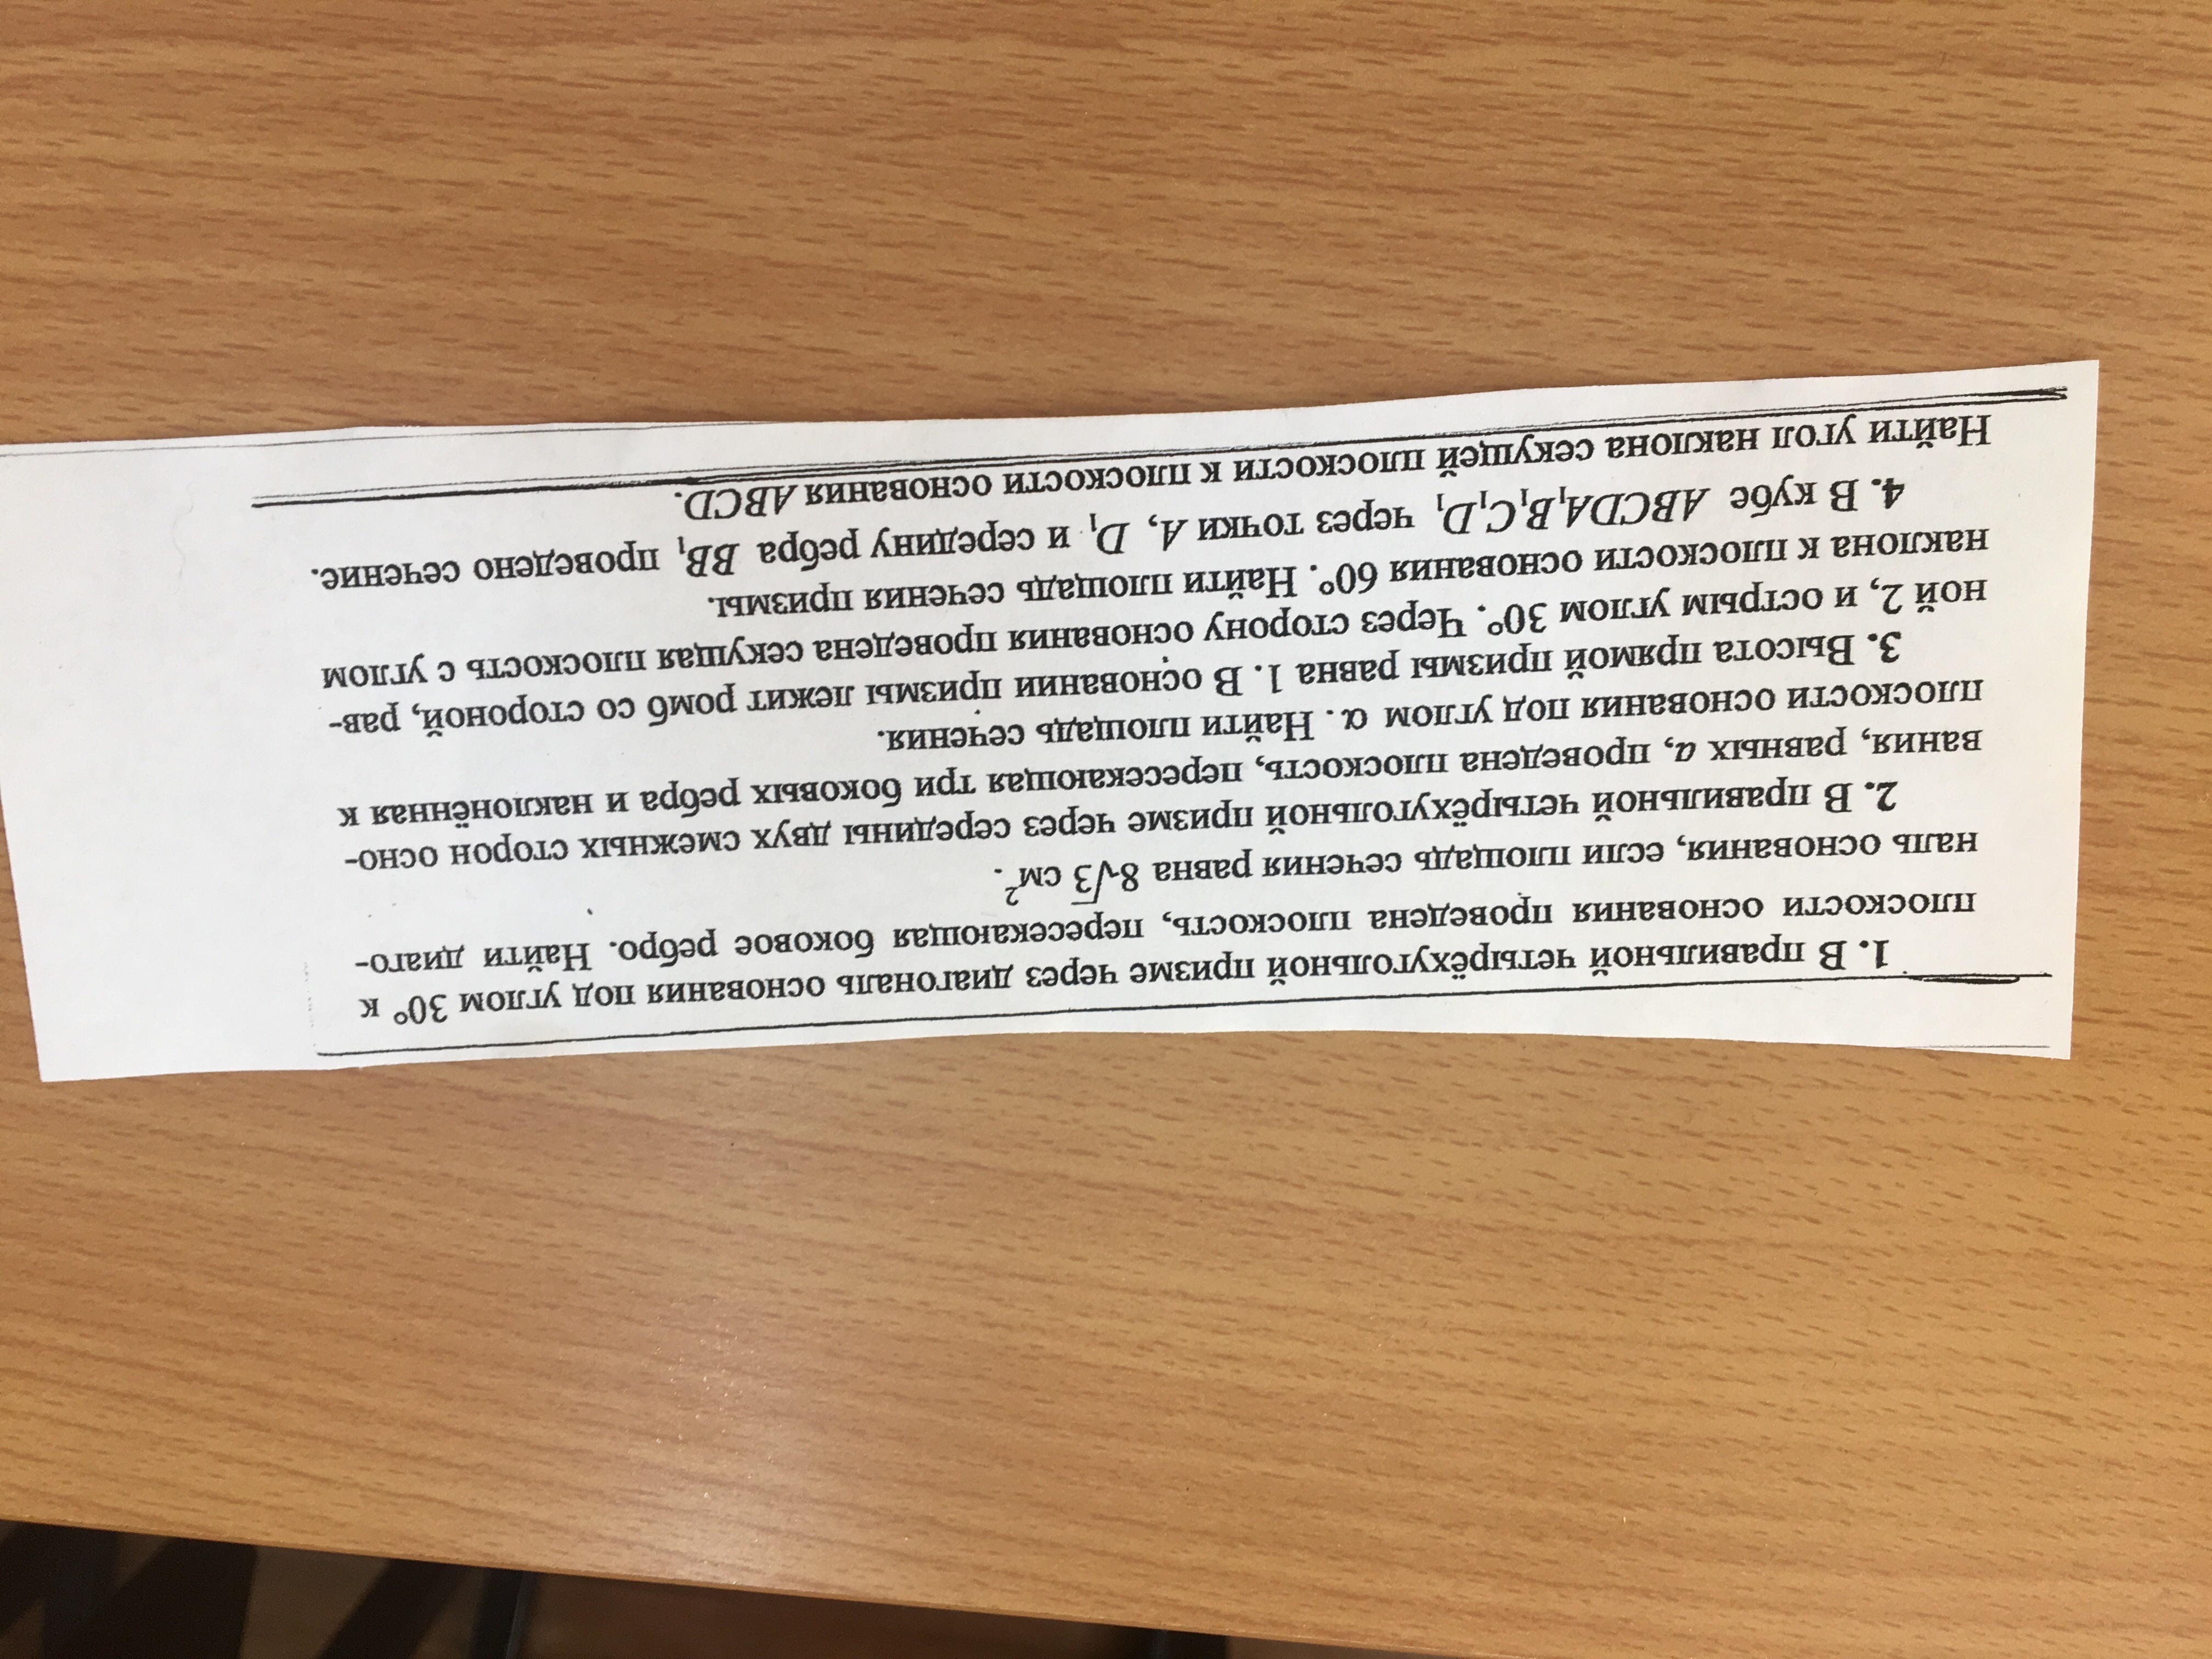 1. В правильной четырёхугольной призме через диагональ основания под углом 30° к
плоскости основания проведена плоскость, пересекающая боковое ребро. Найти диаго-
наль основания, если площадь сечения равна 8√3 см².
2. В правильной четырёхугольной призме через середины двух смежных сторон осно-
вания, равных a, проведена плоскость, перессекающая три боковых ребра и наклонённая к
плоскости основания под углом α. Найти площадь сечения.
3. Высота прямой призмы равна 1. В основании призмы лежит ромб со стороной, рав-
ной 2, и острым углом 30°. Через сторону основания проведена секущая плоскость с углом
наклона к плоскости основания 60°. Найти площадь сечения призмы.
4. В кубе ABCDA₁B₁C₁D₁ через точки A, D₁ и середину ребра BB₁ проведено сечение.
Найти угол наклона секущей плоскости к плоскости основания ABCD.